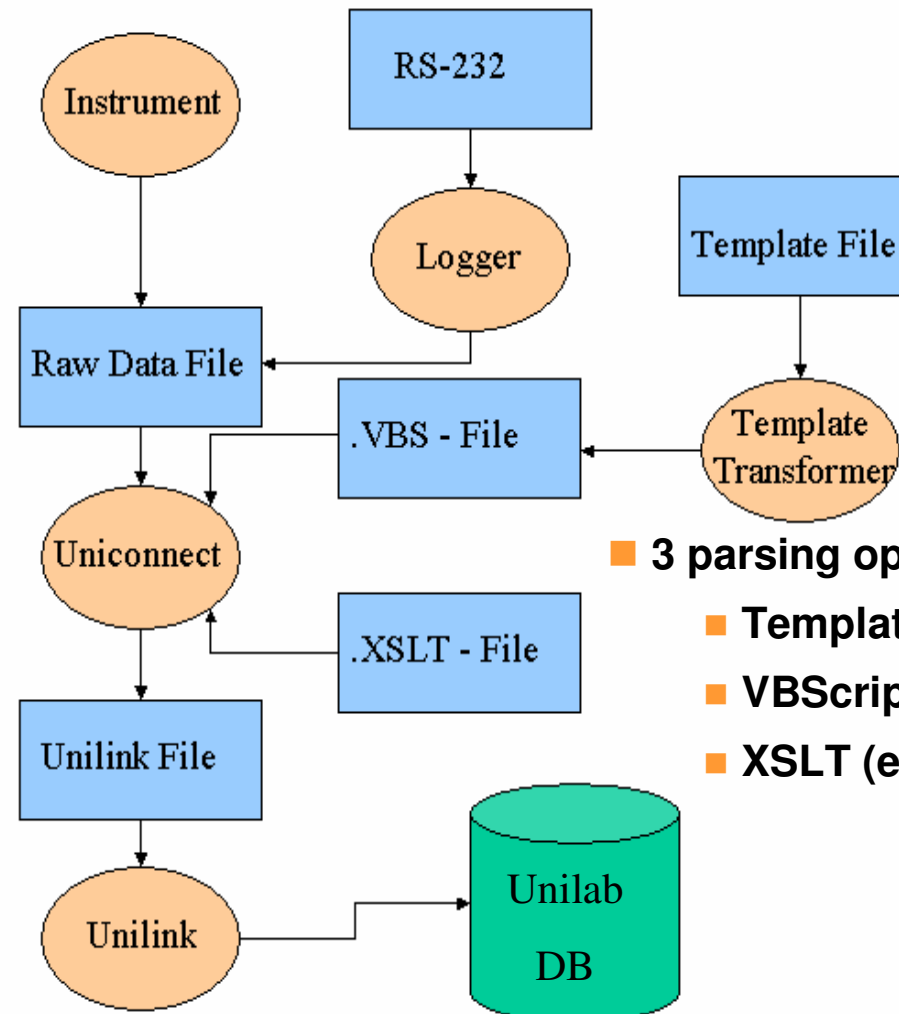 Instrument
RS-232
Logger
Template File
Raw Data File
.VBS - File
Template
Transformer
Uniconnect
3 parsing op
Templat
VBScrip
XSLT (e
.XSLT - File
Unilink File
Unilab
DB
Unilink